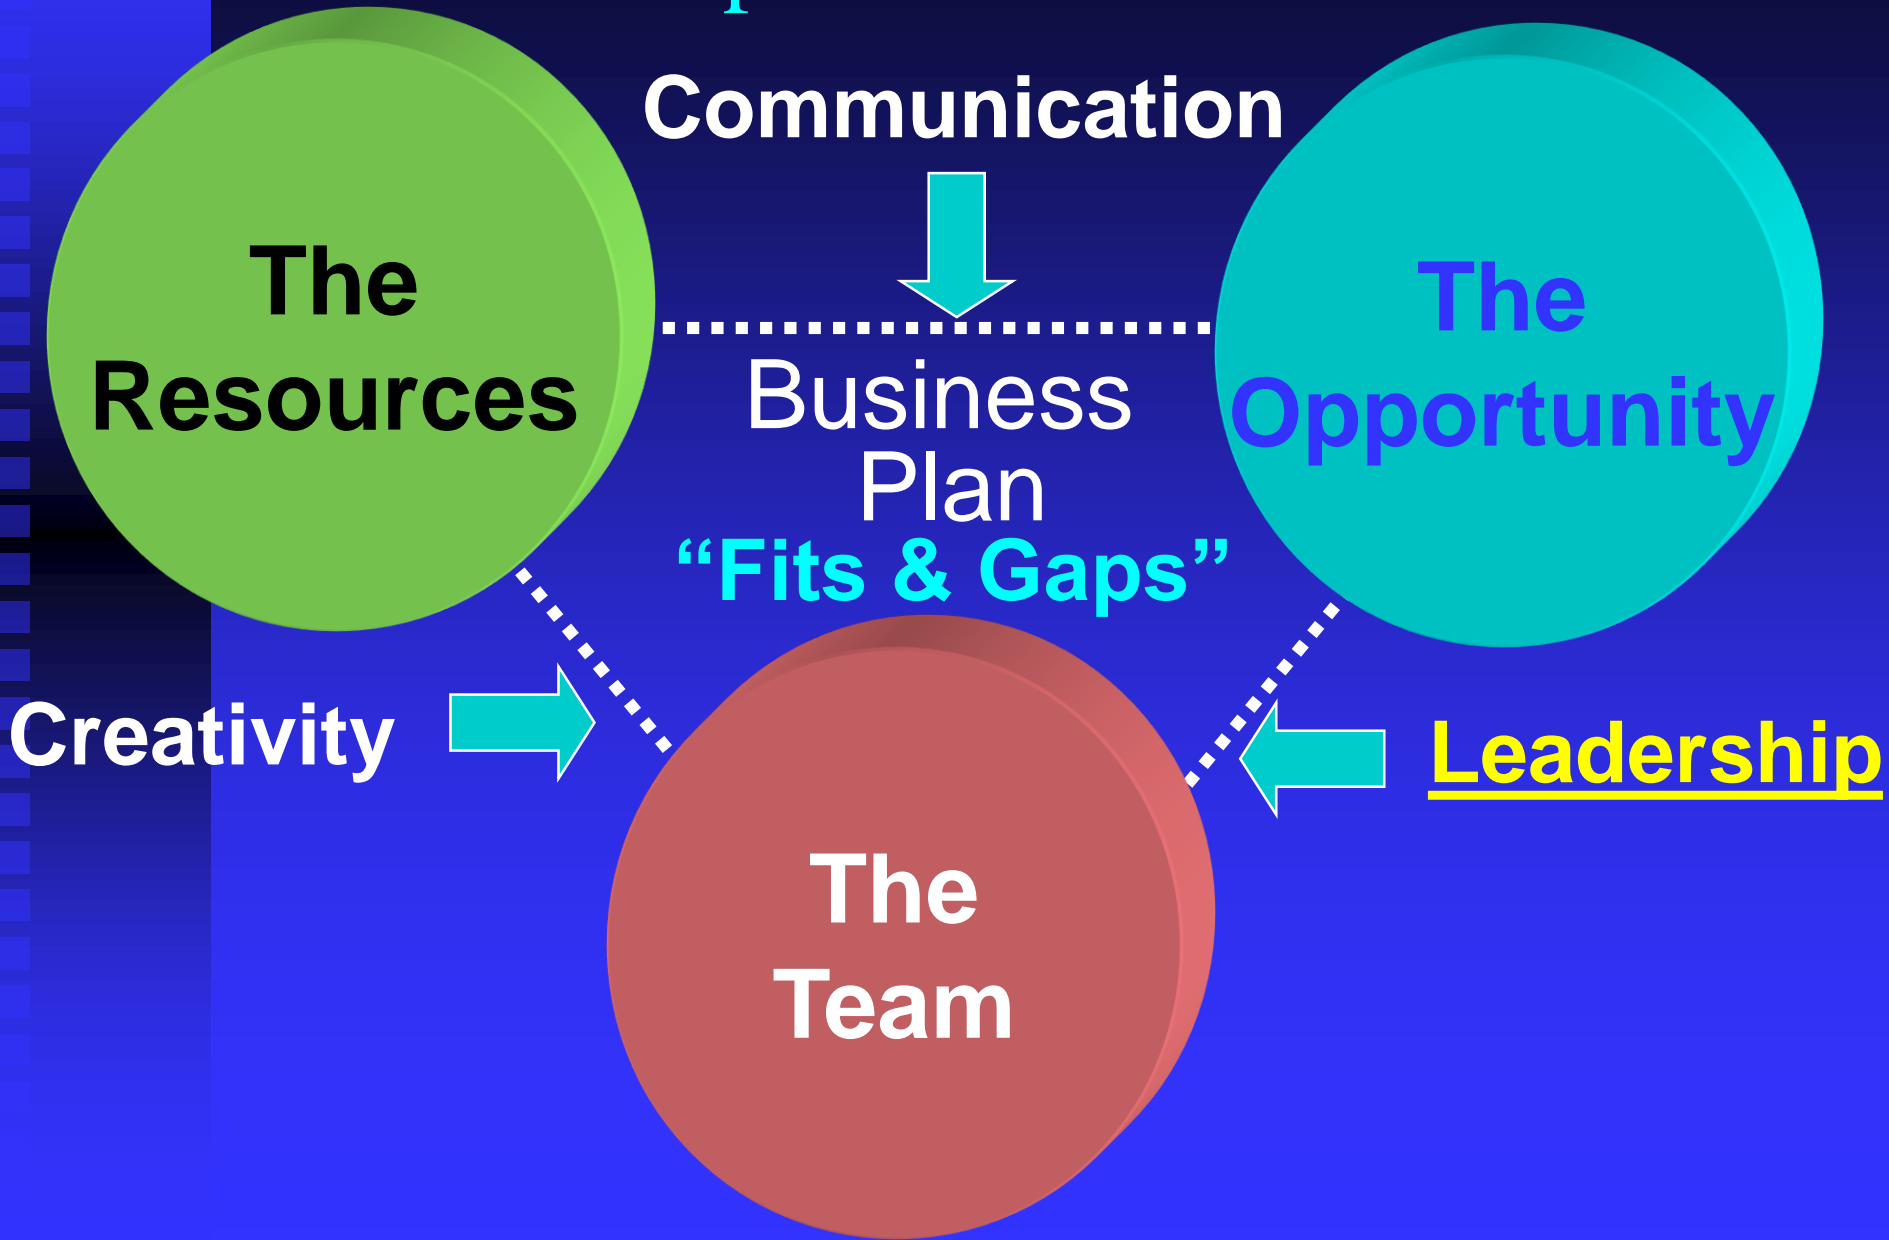 Communication
The
Resources
The
Opportunity
Business
Plan
“Fits & Gaps”
Creativity
Leadership
The
Team